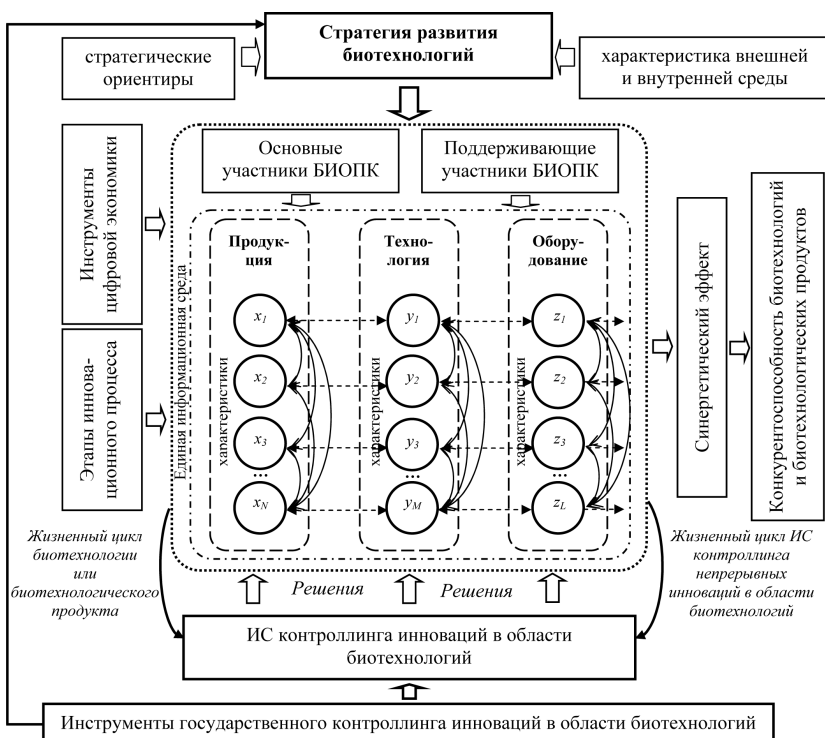 Стратегия развития
биотехнологий
стратегические
ориентиры
характеристика внешней
и внутренней среды
Инструменты
цифровой экономики
Этапы иннова-
ционного процесса
Основные
участники БИОПК
Поддерживающие
участники БИОПК
Единая информационная среда
Продук-
ция
характеристики
x1
x2
x3
...
xN
Техно-
логия
характеристики
y1
y2
y3
...
yM
Обору-
дование
характеристики
z1
z2
z3
...
zL
Синергетический эффект
Конкурентоспособность биотехнологий
и биотехнологических продуктов
Жизненный цикл
биотехнологии
или
биотехнологического
продукта
Решения
Решения
Жизненный цикл ИС
контроллинга
непрерывных
инноваций в области
биотехнологий
ИС контроллинга инноваций в области
биотехнологий
Инструменты государственного контроллинга инноваций в области биотехнологий